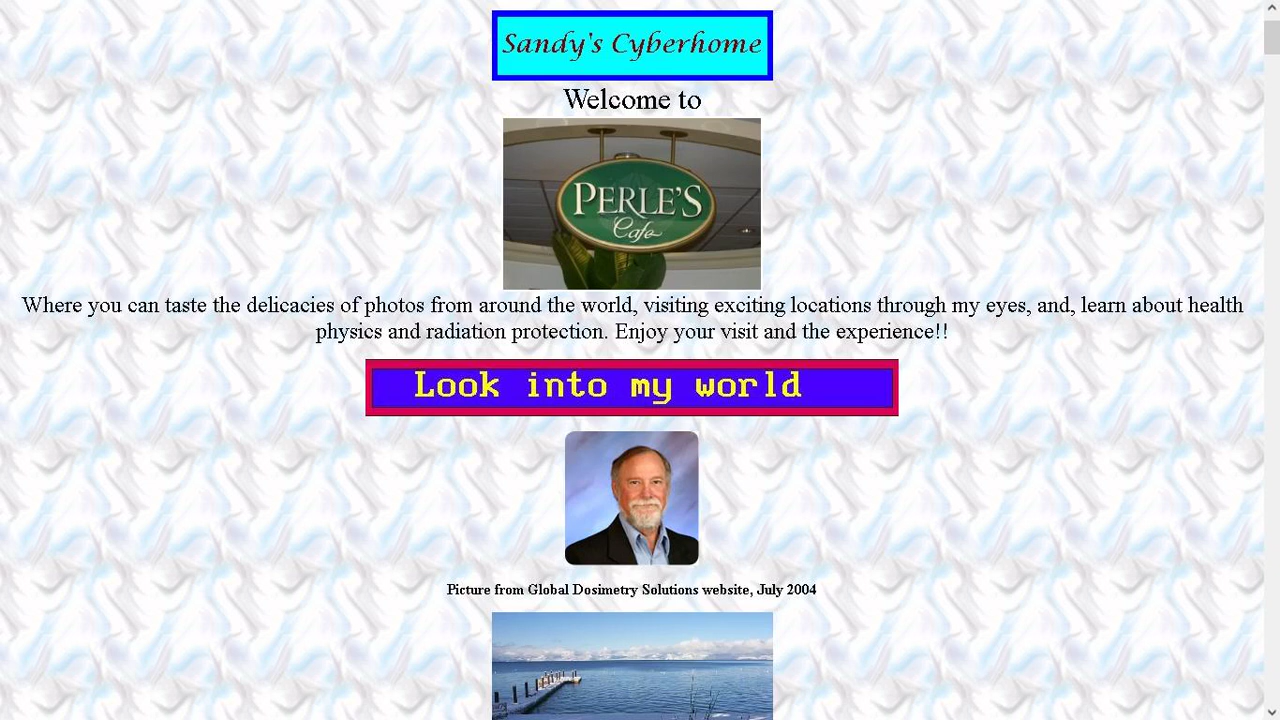 Sandy's Cyberhome
Welcome to
PERLE'S
Cafe
Where you can taste the delicacies of photos from around the world, visiting exciting locations through my eyes, and, learn about health
physics and radiation protection. Enjoy your visit and the experience!!
Look into my world
Picture from Global Dosimetry Solutions website, July 2004